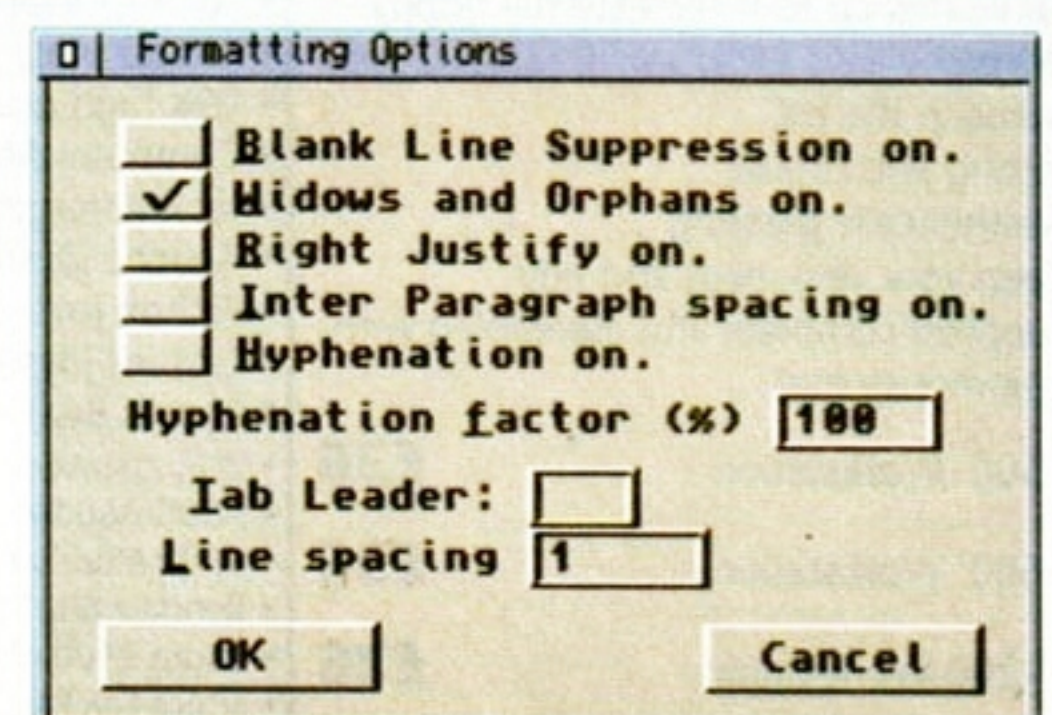 Formatting Options
Blank Line Suppression on.
Widows and Orphans on.
Right Justify on.
Inter Paragraph spacing on.
Hyphenation on.
Hyphenation factor (%) 100
Tab Leader:
Line spacing 1
OK Cancel